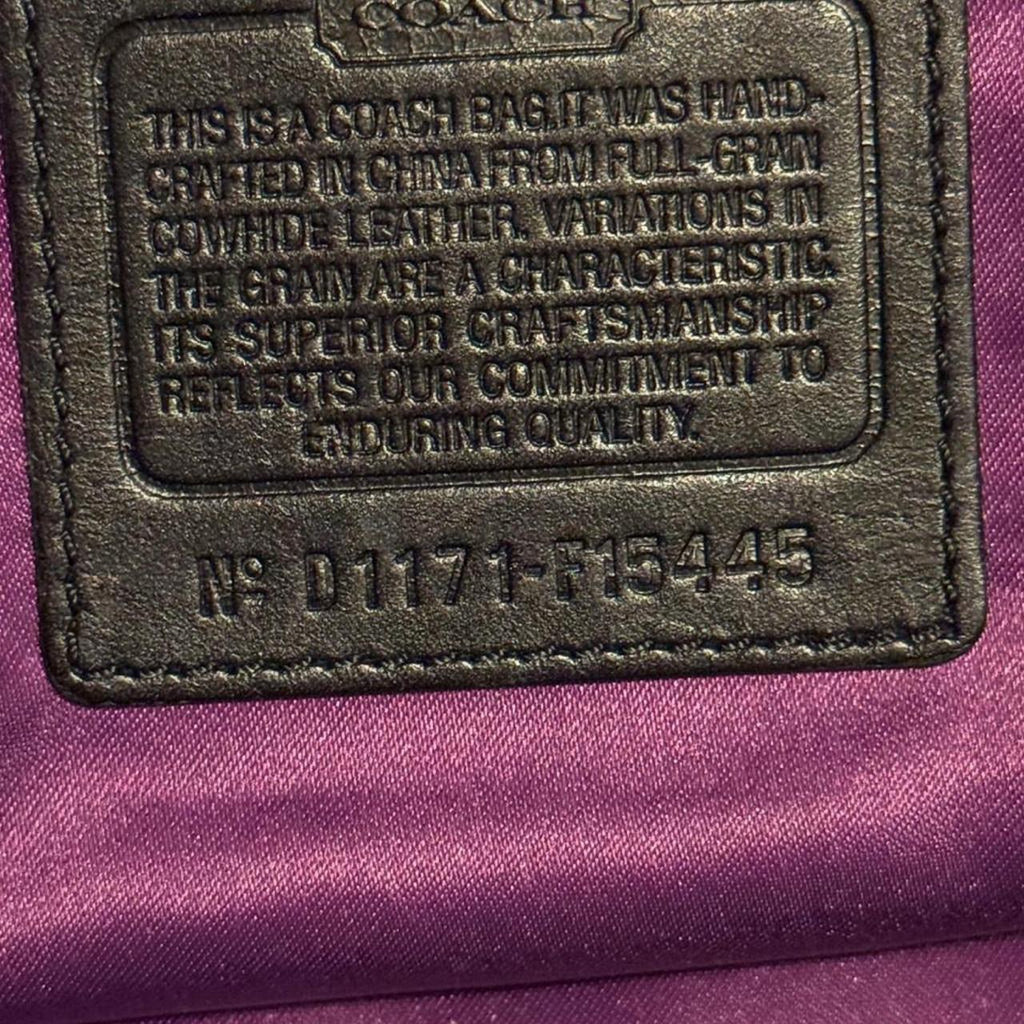 COACH
THIS IS A COACH BAG.IT WAS HAND-
CRAFTED IN CHINA FROM FULL-GRAIN
COWHIDE LEATHER. VARIATIONS IN
THE GRAIN ARE A CHARACTERISTIC.
ITS SUPERIOR CRAFTSMANSHIP
REFLECTS OUR COMMITMENT TO
ENDURING QUALITY.
Nº D1171-F15445